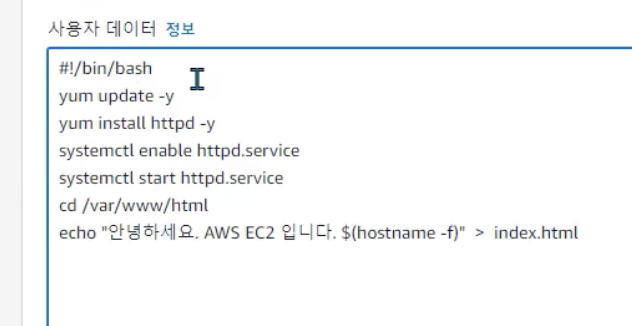 사용자 데이터 정보
#!/bin/bash
yum update -y
yum install httpd -y
systemctl enable httpd.service
systemctl start httpd.service
cd /var/www/html
echo "안녕하세요. AWS EC2 입니다. $(hostname -f)" > index.html